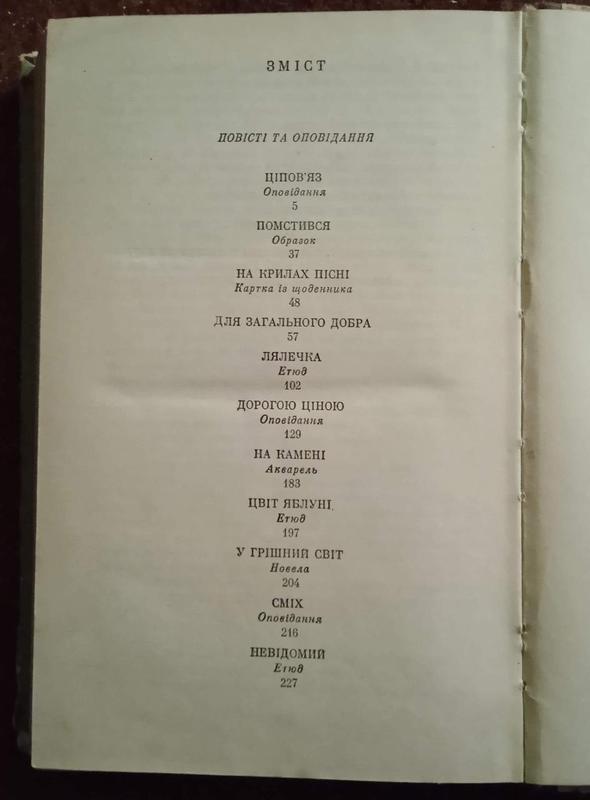 ЗМІСТ
ПОВІСТІ ТА ОПОВІДАННЯ
ЦІПОВ'ЯЗ
Оповідання
5
ПОМСТИВСЯ
Образок
37
НА КРИЛАХ ПІСНІ
Картка із щоденника
48
ДЛЯ ЗАГАЛЬНОГО ДОБРА
57
ЛЯЛЕЧКА
Етюд
102
ДОРОГОЮ ЦІНОЮ
Оповідання
129
НА КАМЕНІ
Акварель
183
ЦВІТ ЯБЛУНІ
Етюд
197
У ГРІШНИЙ СВІТ
Новела
204
СМІХ
Оповідання
216
НЕВІДОМИЙ
Етюд
227